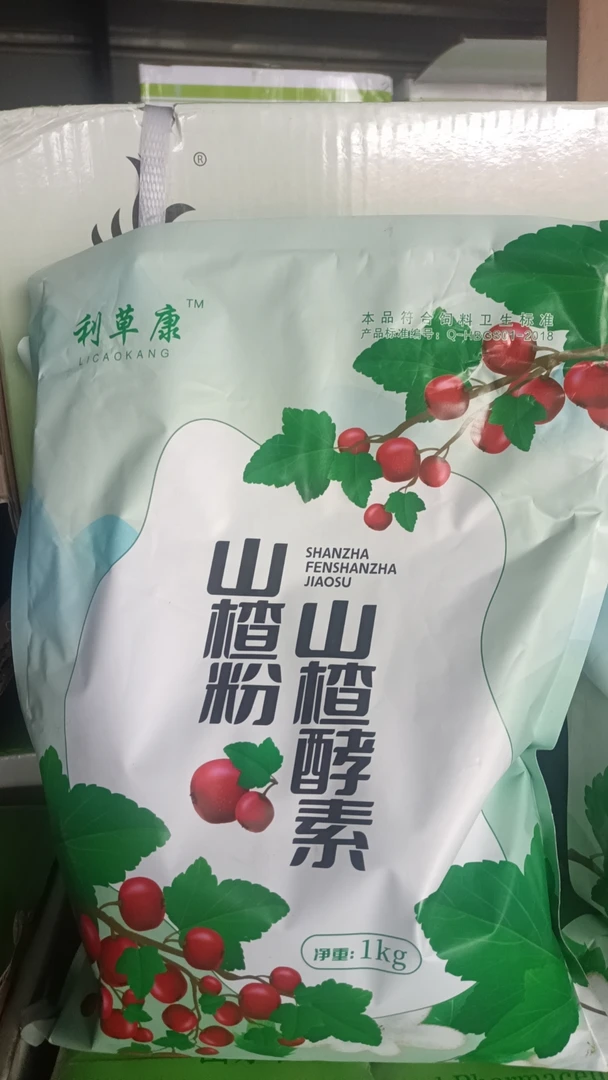 ®
利草康™
LICAOKANG
本品符合饲料卫生标准
山楂粉
SHANZHA
FENSHANZHA
JIAOSU
山楂酵素
净重:1kg